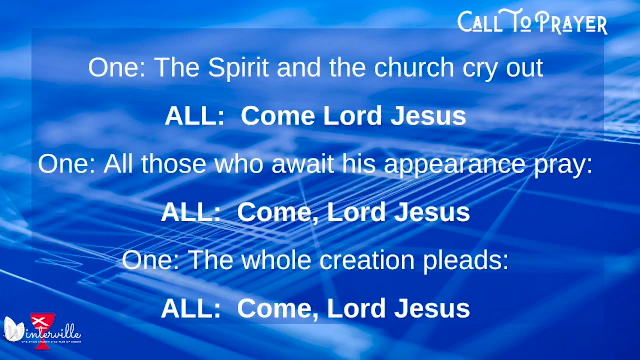 Call To Prayer
One: The Spirit and the church cry out
ALL: Come Lord Jesus
One: All those who await his appearance pray:
ALL: Come, Lord Jesus
One: The whole creation pleads:
ALL: Come, Lord Jesus
Winterville